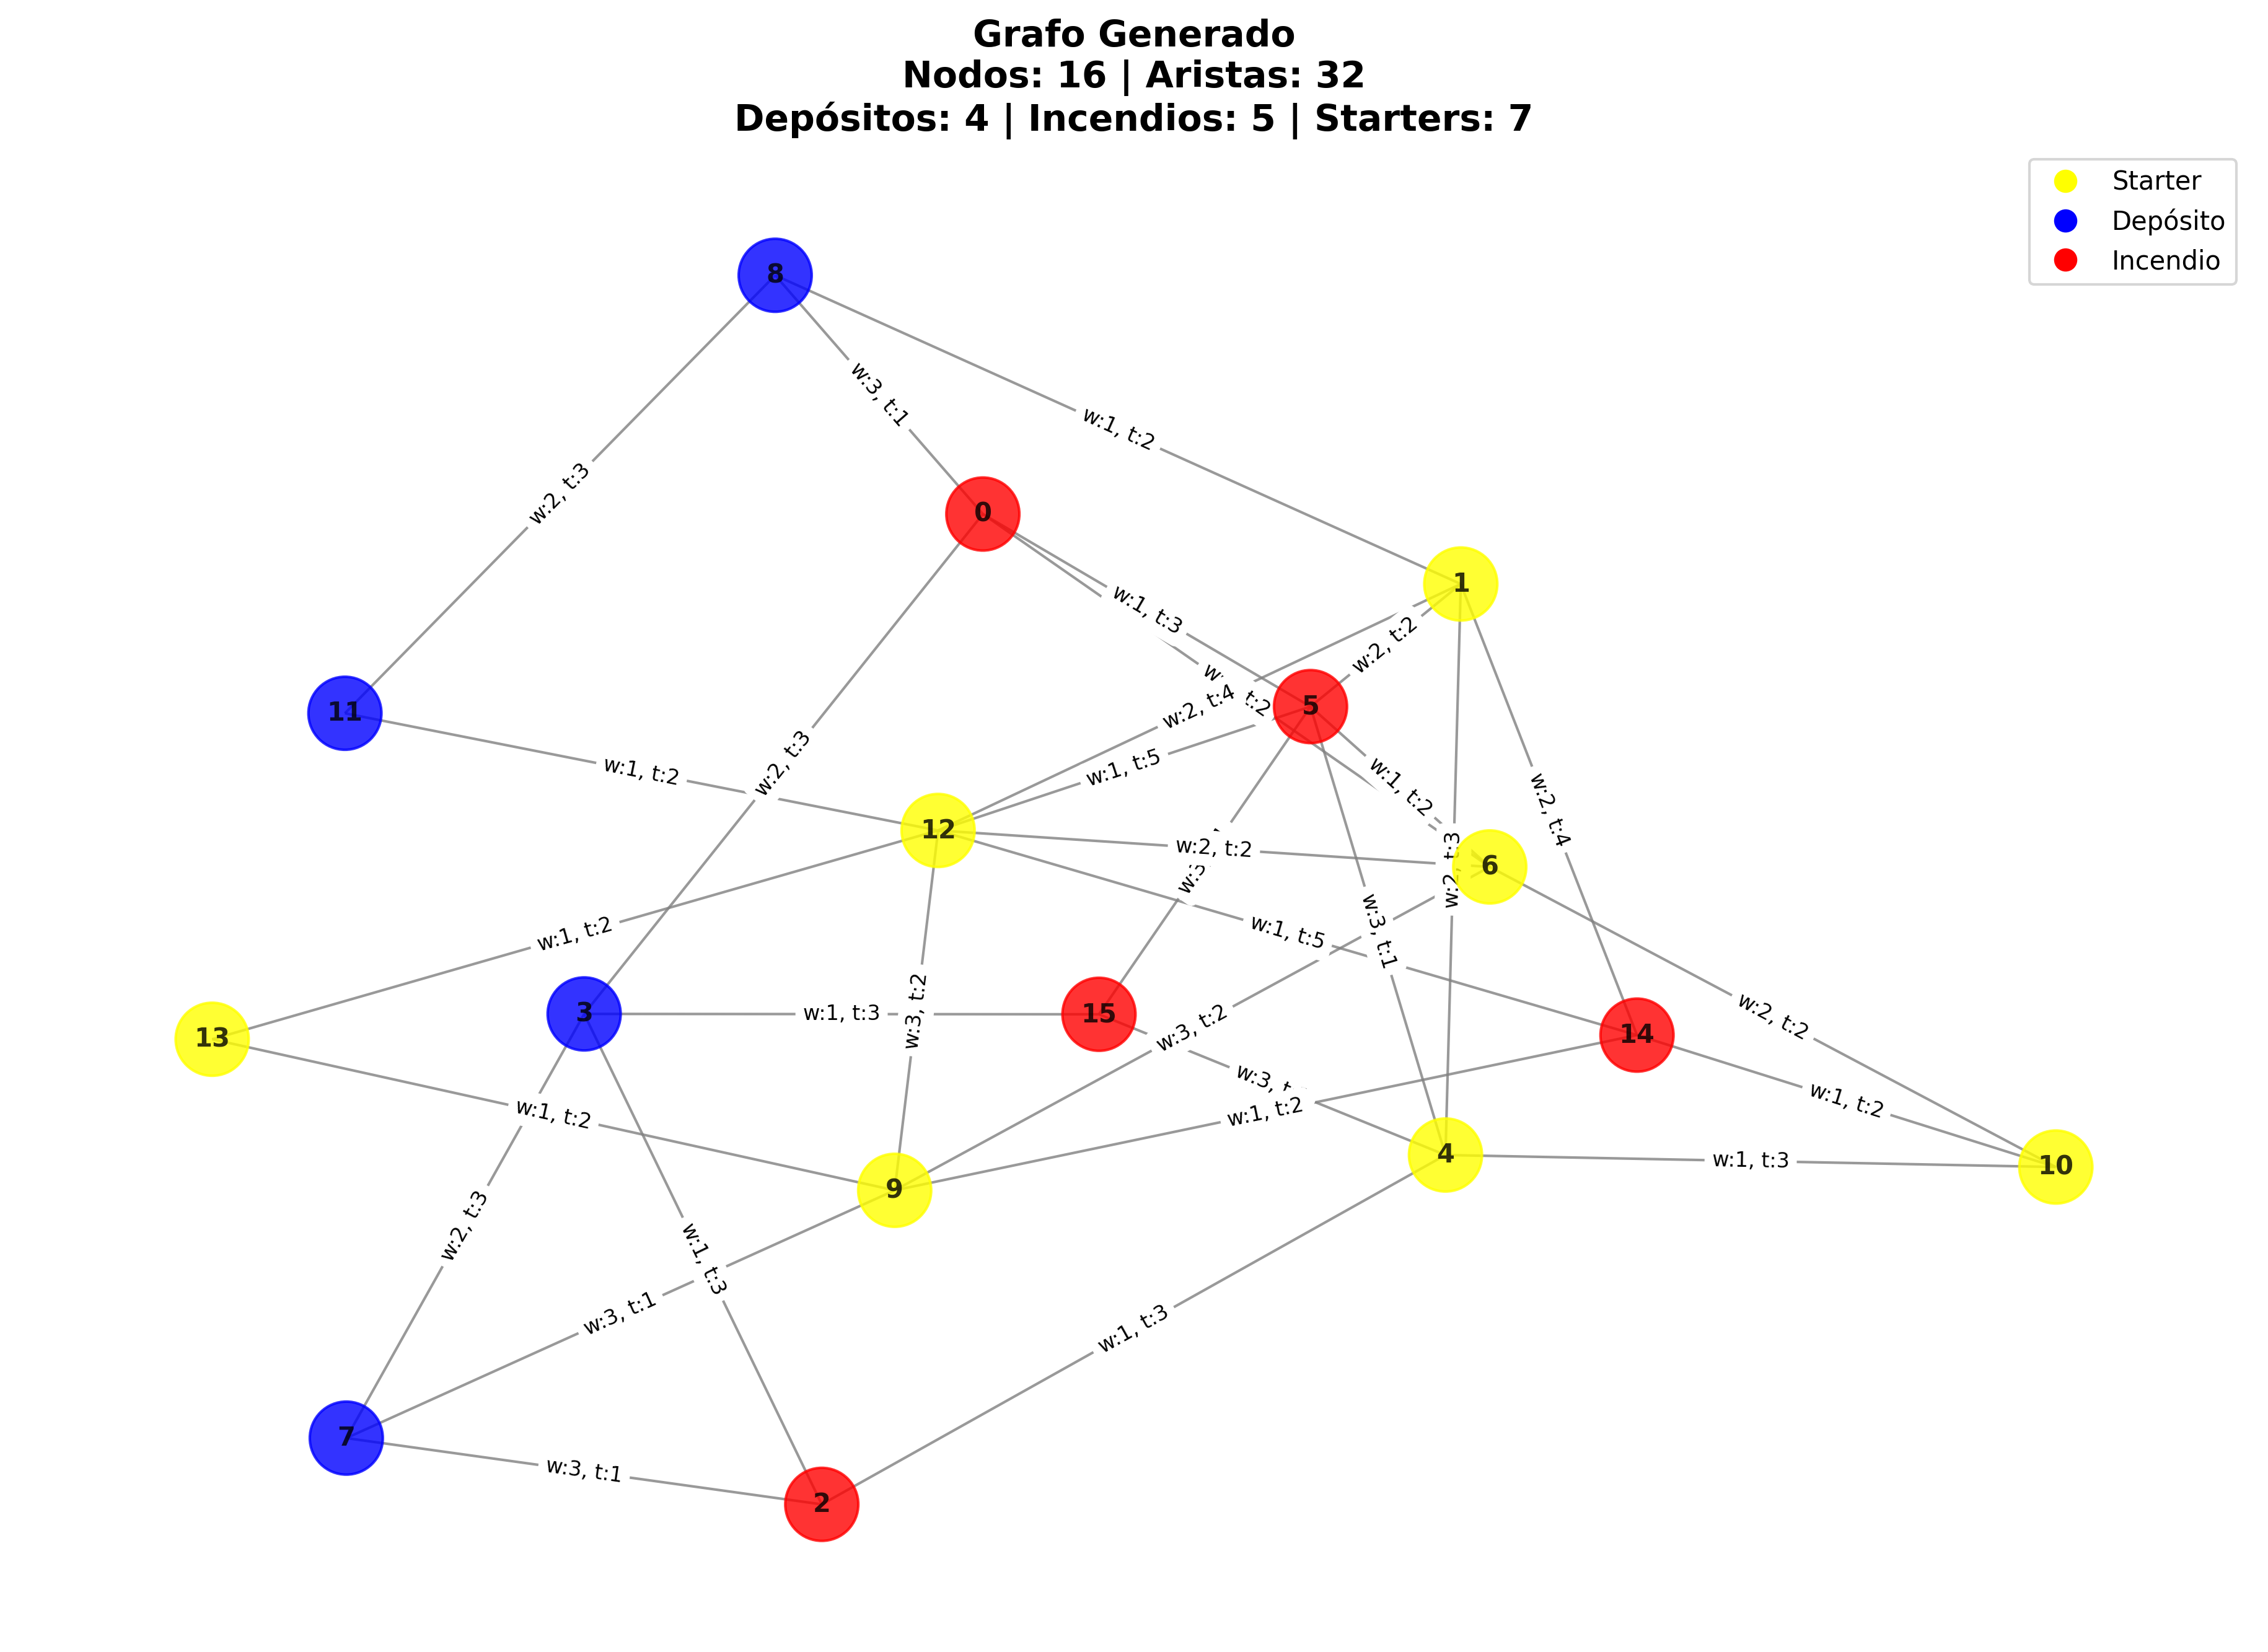 Grafo Generado
Nodos: 16 | Aristas: 32
Depósitos: 4 | Incendios: 5 | Starters: 7
Starter
Depósito
Incendio
8
w:3, t:1
w:1, t:2
w:2, t:3
0
1
w:1, t:3
w:2, t:2
t:2
5
w:2, t:4
11
w:2, t:3
w:1, t:2
w:1, t:5
w:1, t:2
w:2, t:4
12
w:2, t:2
w:2, t:3
6
w:3, t:1
w:1, t:2
w:1, t:5
13
3
w:1, t:3
w:3, t:2
15
w:3, t:2
14
w:2, t:2
w:3,
w:1, t:2
w:1, t:2
w:1, t:2
9
4
w:1, t:3
10
w:2, t:3
w:1, t:3
w:3, t:1
w:1, t:3
7
w:3, t:1
2